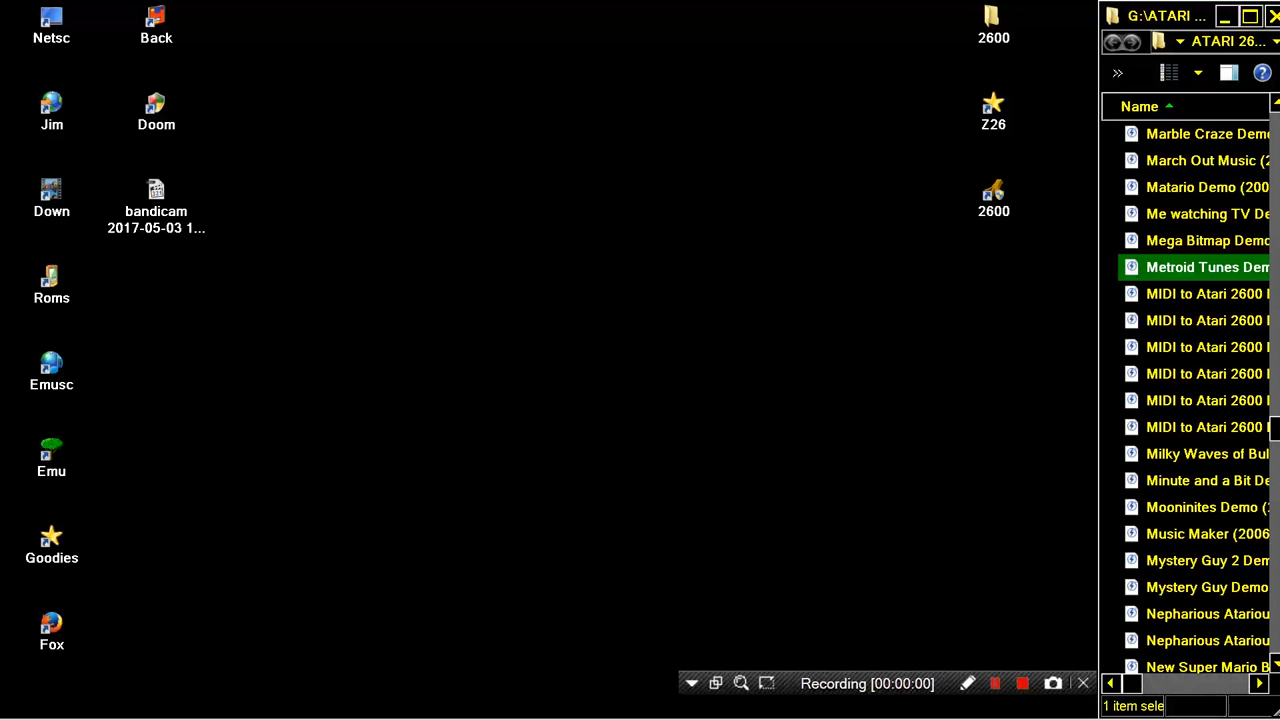 Netsc
Back
Jim
Doom
Down
bandicam
2017-05-03 1...
Roms
Emusc
Emu
Goodies
Fox
2600
Z26
2600
G:\ATARI ...
ATARI 26...
Name
Marble Craze Demo
March Out Music (2
Matario Demo (200
Me watching TV De
Mega Bitmap Demo
Metroid Tunes Dem
MIDI to Atari 2600
MIDI to Atari 2600
MIDI to Atari 2600
MIDI to Atari 2600
MIDI to Atari 2600
MIDI to Atari 2600
Milky Waves of Bul
Minute and a Bit De
Mooninites Demo (
Music Maker (2006
Mystery Guy 2 Dem
Mystery Guy Demo
Nepharious Atariou
Nepharious Atariou
New Super Mario B
1 item sele
Recording [00:00:00]